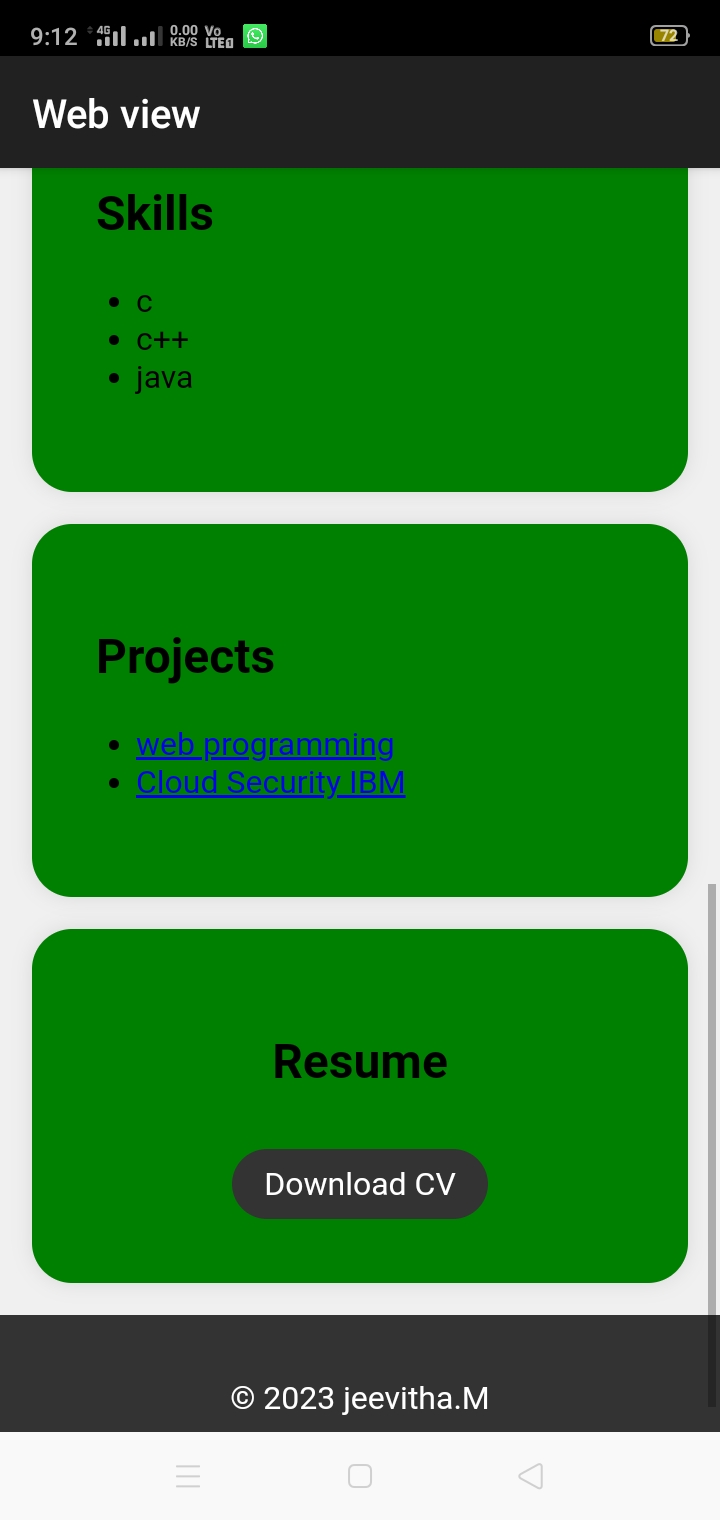 9:12 4G 0.00 KB/S Vo LTE 72
Web view
Skills
c
c++
java
Projects
web programming
Cloud Security IBM
Resume
Download CV
© 2023 jeevitha.M